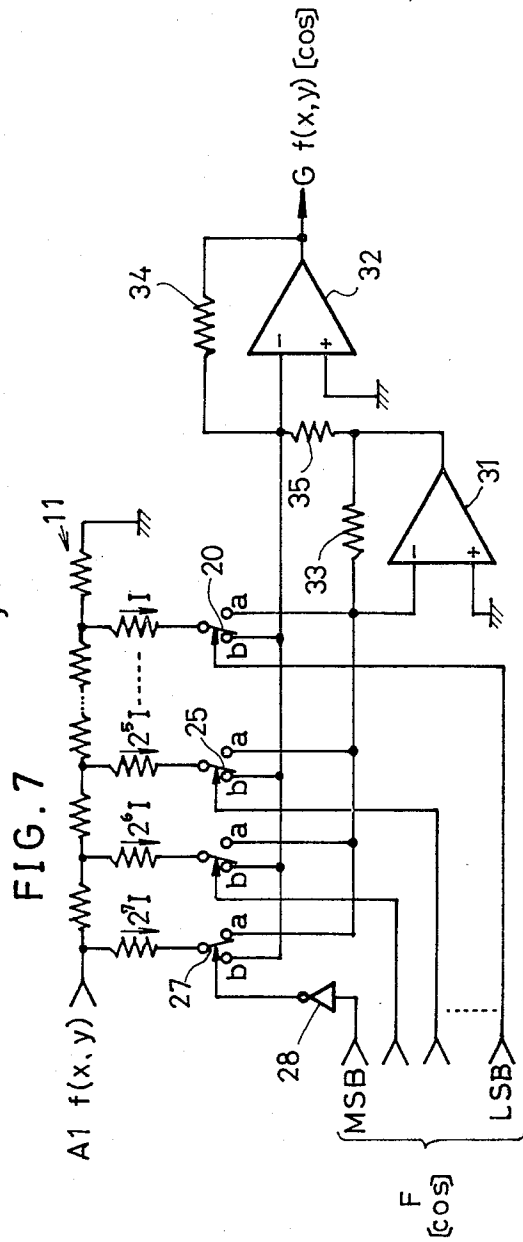 FIG. 7
A1 f(x, y)
11
2⁷I
2⁶I
2⁵I
I
27
b
a
b
a
25
b
a
20
b
a
28
MSB
LSB
F
[cos]
33
35
34
31
32
-
+
-
+
G f(x,y) [cos]